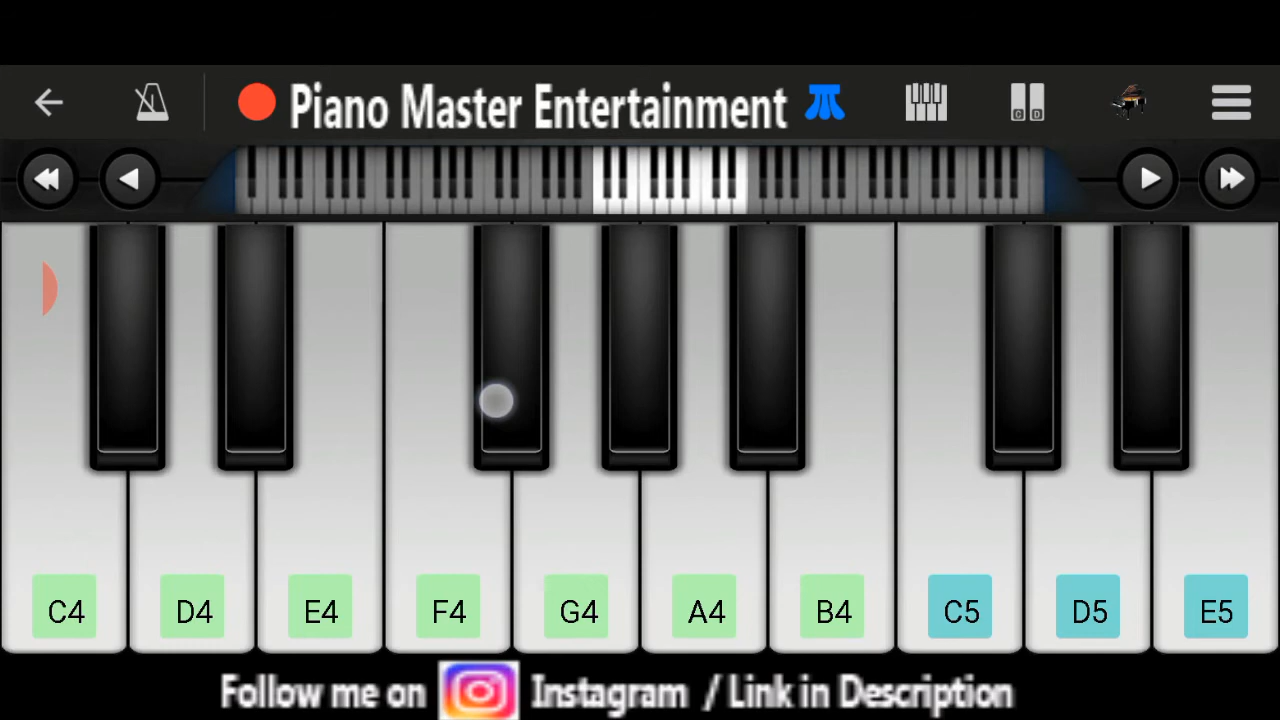 Piano Master Entertainment
C D
C4 D4 E4 F4 G4 A4 B4 C5 D5 E5
Follow me on Instagram / Link in Description